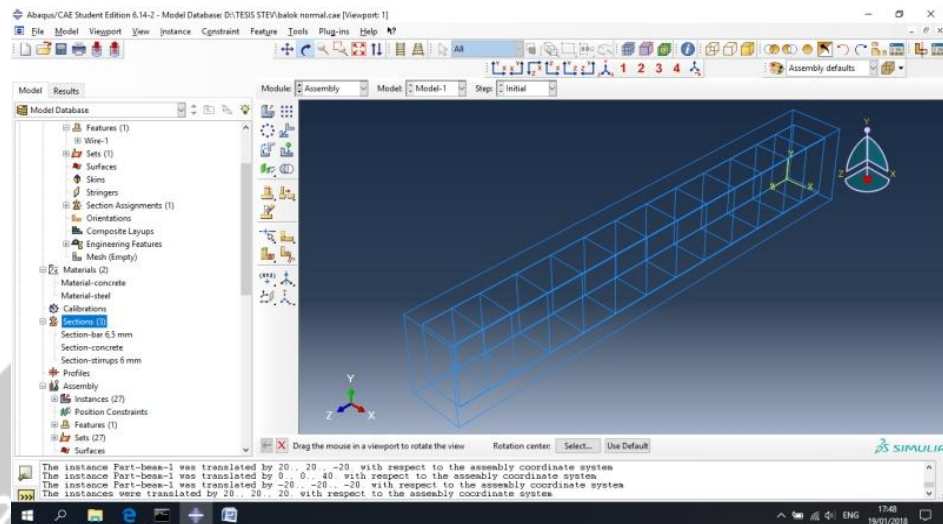 Abaqus/CAE Student Edition 6.14-2 - Model Database: D:\TESIS STEV\balok normal.cae [Viewport: 1]
File Model Viewport View Instance Constraint Feature Tools Plug-ins Help
All
1 2 3 4
Assembly defaults
Model Results
Module: Assembly Model: Model-1 Step: Initial
Model Database
Features (1)
Wire-1
Sets (1)
Surfaces
Skins
Stringers
Section Assignments (1)
Orientations
Composite Layups
Engineering Features
Mesh (Empty)
Materials (2)
Material-concrete
Material-steel
Calibrations
Sections (3)
Section-bar 6,5 mm
Section-concrete
Section-stirrups 6 mm
Profiles
Assembly
Instances (27)
Position Constraints
Features (1)
Sets (27)
Surfaces
(XYZ)
Y
Z
X
Y
Y
Z
X
Drag the mouse in a viewport to rotate the view Rotation center: Select... Use Default
SIMULIA
The instance Part-beam-1 was translated by 20., 20., -20. with respect to the assembly coordinate system
The instance Part-beam-1 was translated by 0., 0., 40. with respect to the assembly coordinate system
The instance Part-beam-1 was translated by -20., -20., -20. with respect to the assembly coordinate system
The instances were translated by 20., 20., 20. with respect to the assembly coordinate system
>>>
ENG
17:48
19/01/2018